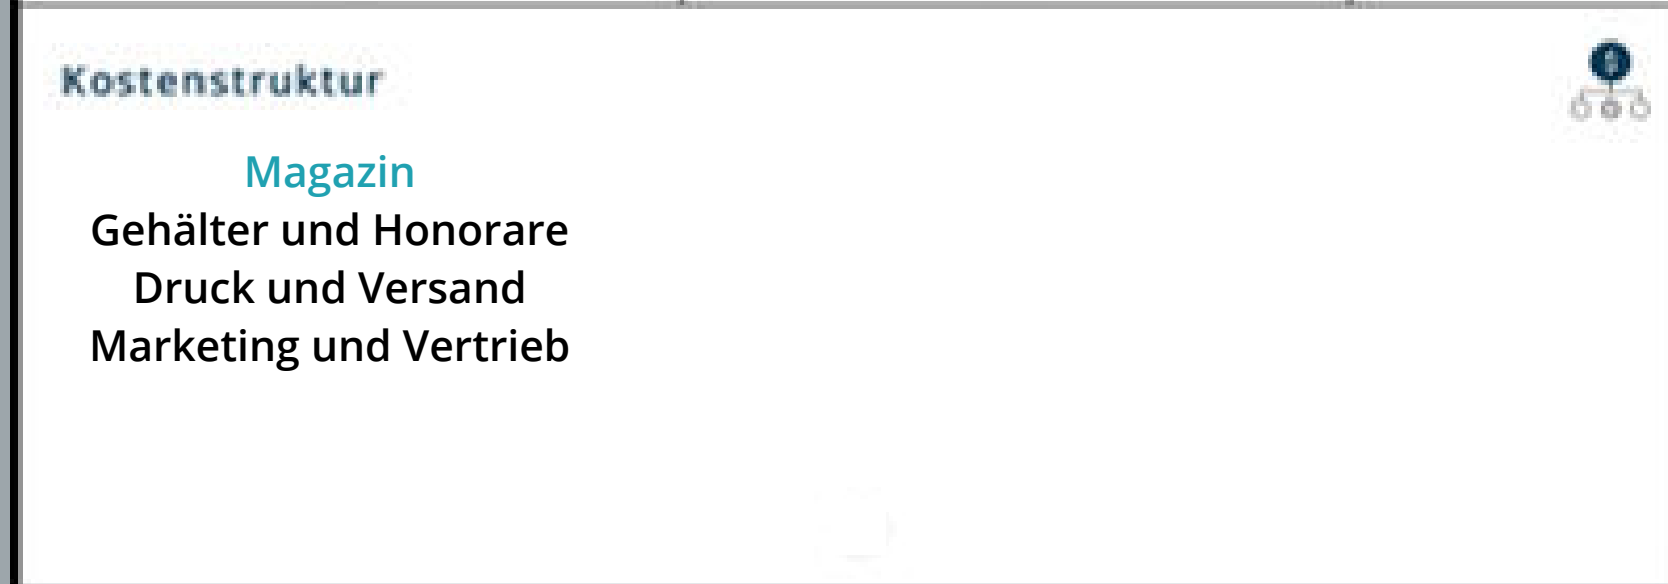 Kostenstruktur
Magazin
Gehälter und Honorare
Druck und Versand
Marketing und Vertrieb